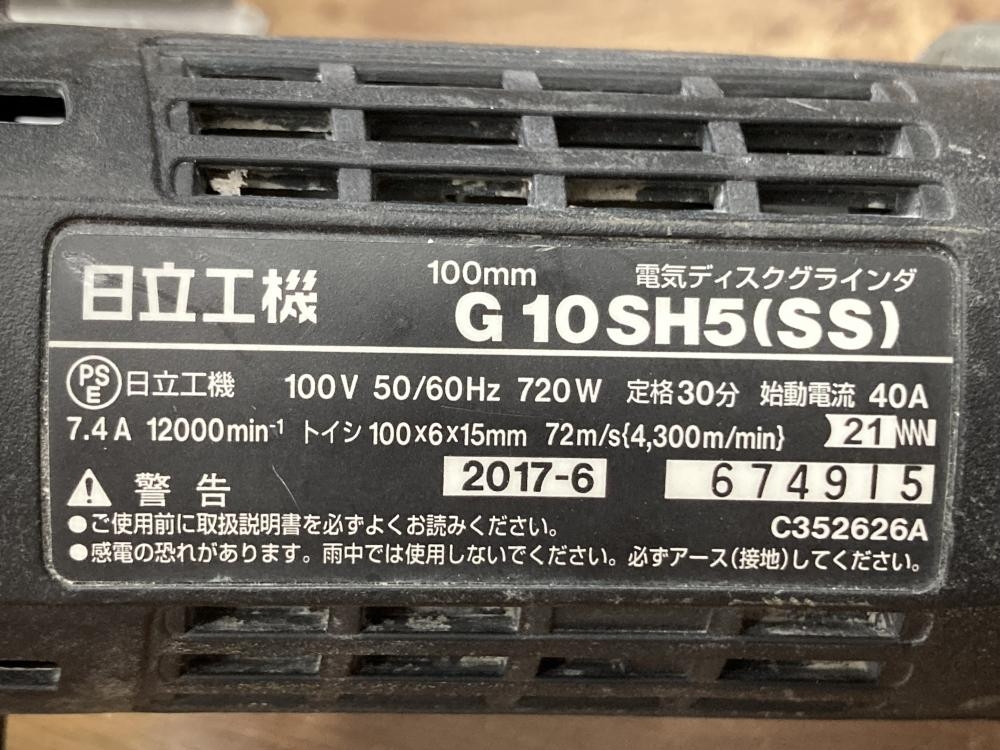 日立工機 100mm 電気ディスクグラインダ
G 10SH5(SS)
PSE 日立工機 100V 50/60Hz 720W 定格30分 始動電流 40A
7.4A 12000min⁻¹ トイシ 100×6×15mm 72m/s{4,300m/min} 21
2017-6 674915
警告
●ご使用前に取扱説明書を必ずよくお読みください。 C352626A
●感電の恐れがあります。雨中では使用しないでください。必ずアース(接地)してください。